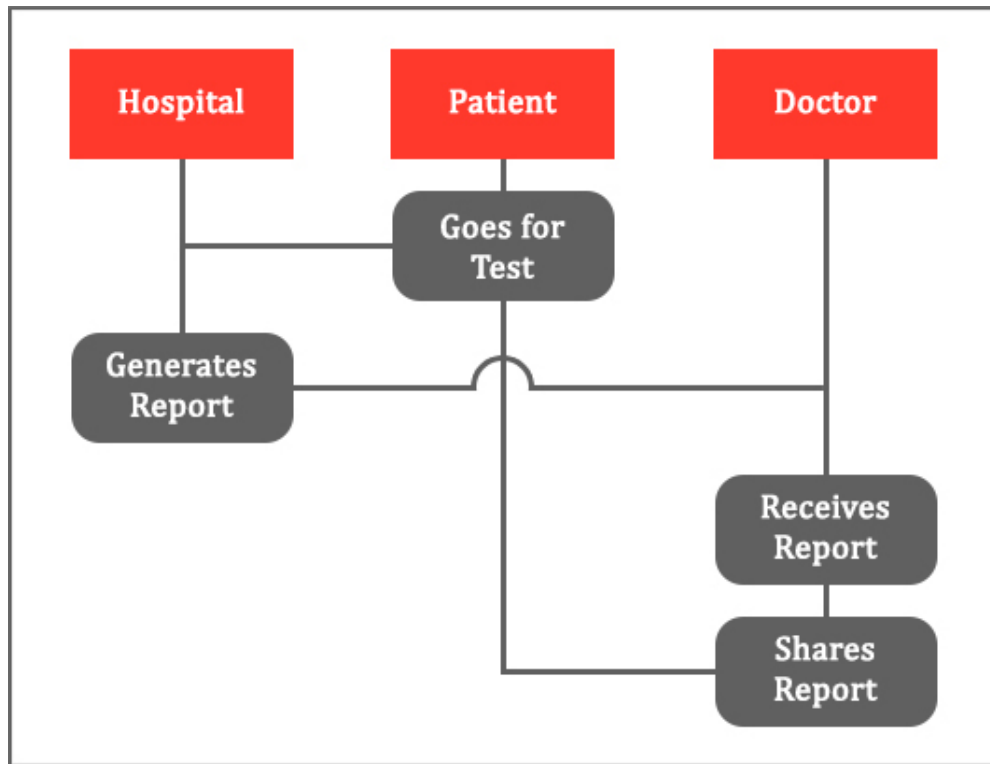 Hospital
Patient
Doctor
Goes for
Test
Generates
Report
Receives
Report
Shares
Report